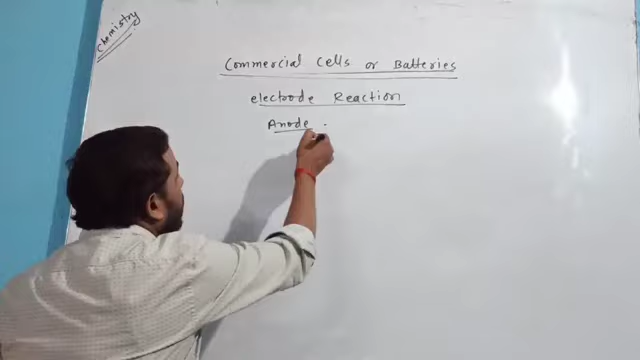 Chemistry
Commercial Cells or Batteries
electrode Reaction
Anode :